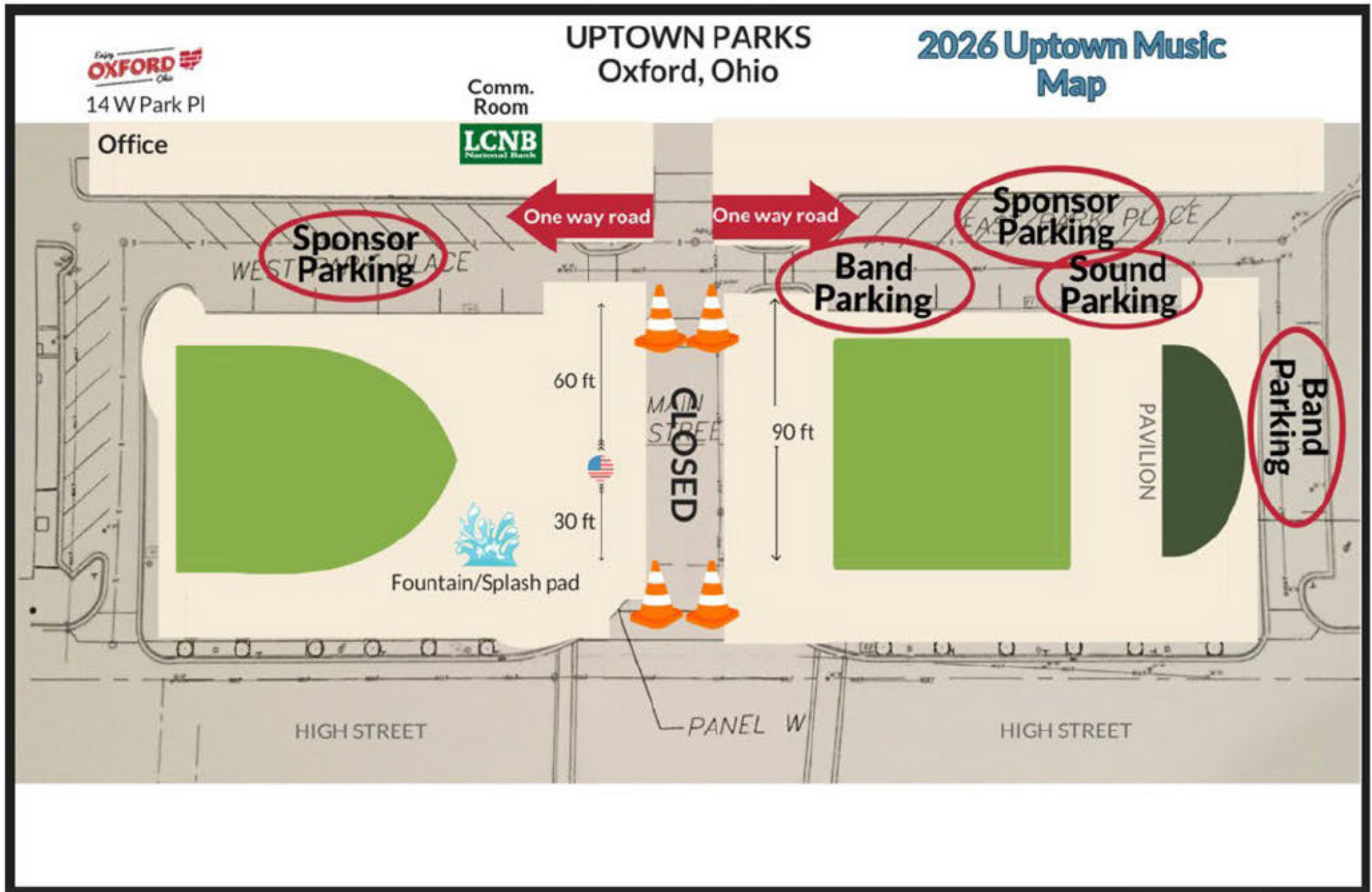 UPTOWN PARKS
Oxford, Ohio
2026 Uptown Music
Map
Enjoy
OXFORD
Ohio
14 W Park Pl
Office
Comm.
Room
LCNB
National Bank
One way road
One way road
Sponsor
Parking
WEST PARK PLACE
Sponsor
Parking
EAST PARK PLACE
Band
Parking
Sound
Parking
60 ft
MAIN
STREE
CLOSED
90 ft
30 ft
PAVILION
Band
Parking
Fountain/Splash pad
HIGH STREET
PANEL W
HIGH STREET